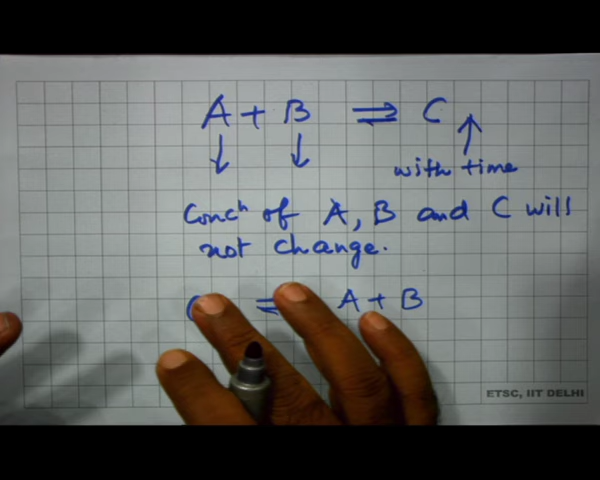 A + B ⇌ C
↓ ↓ ↑
with time
Concⁿ of A, B and C will
not change.
⇌ A + B
ETSC, IIT DELHI